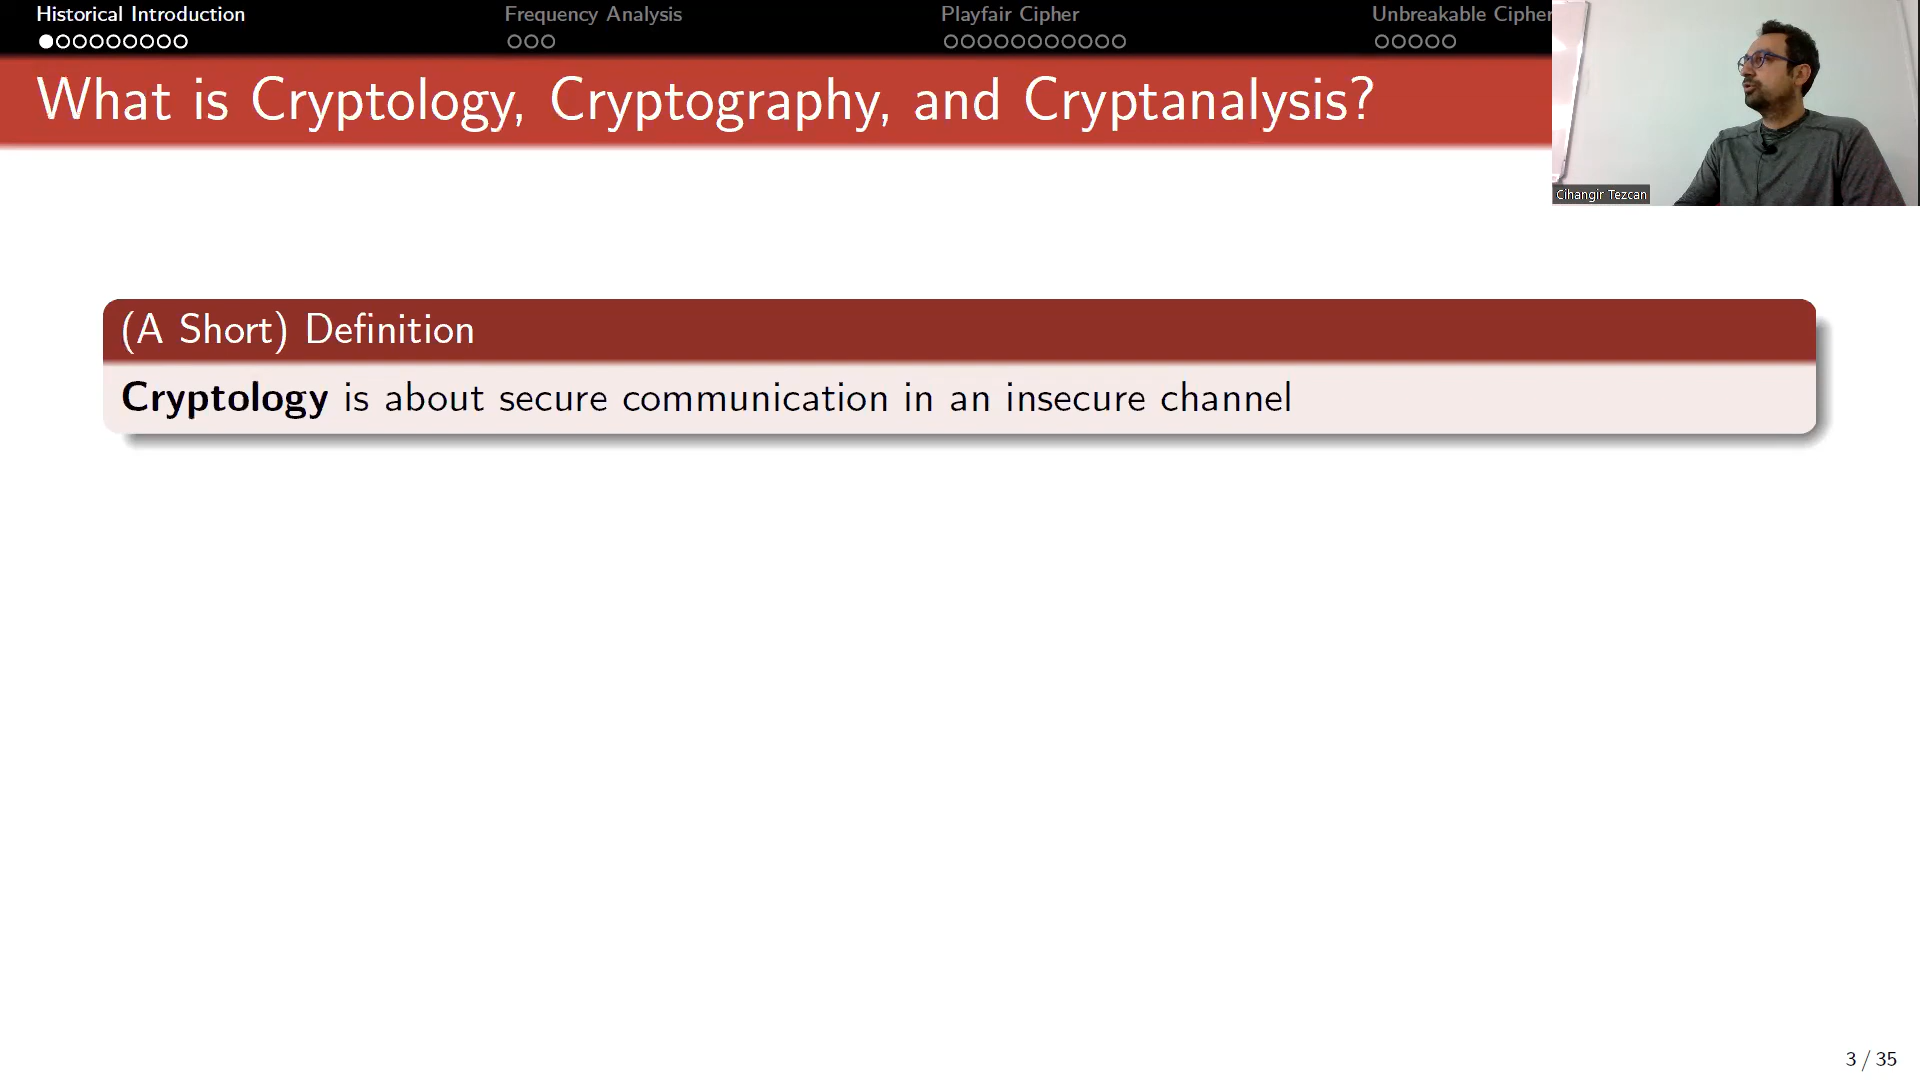 Historical Introduction
Frequency Analysis
Playfair Cipher
Unbreakable Cipher
What is Cryptology, Cryptography, and Cryptanalysis?
Cihangir Tezcan
(A Short) Definition
Cryptology is about secure communication in an insecure channel
3 / 35